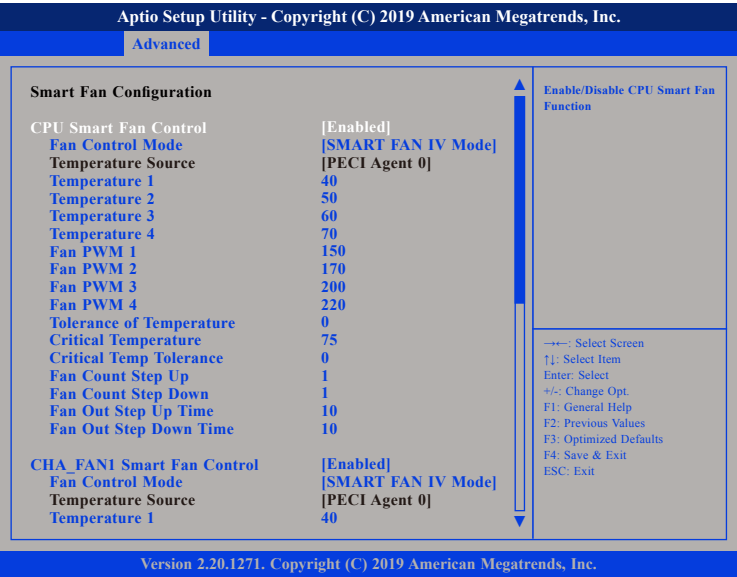 Aptio Setup Utility - Copyright (C) 2019 American Megatrends, Inc.
Advanced
Smart Fan Configuration
CPU Smart Fan Control [Enabled]
Fan Control Mode [SMART FAN IV Mode]
Temperature Source [PECI Agent 0]
Temperature 1 40
Temperature 2 50
Temperature 3 60
Temperature 4 70
Fan PWM 1 150
Fan PWM 2 170
Fan PWM 3 200
Fan PWM 4 220
Tolerance of Temperature 0
Critical Temperature 75
Critical Temp Tolerance 0
Fan Count Step Up 1
Fan Count Step Down 1
Fan Out Step Up Time 10
Fan Out Step Down Time 10
CHA_FAN1 Smart Fan Control [Enabled]
Fan Control Mode [SMART FAN IV Mode]
Temperature Source [PECI Agent 0]
Temperature 1 40
Enable/Disable CPU Smart Fan
Function
→←: Select Screen
↑↓: Select Item
Enter: Select
+/-: Change Opt.
F1: General Help
F2: Previous Values
F3: Optimized Defaults
F4: Save & Exit
ESC: Exit
Version 2.20.1271. Copyright (C) 2019 American Megatrends, Inc.